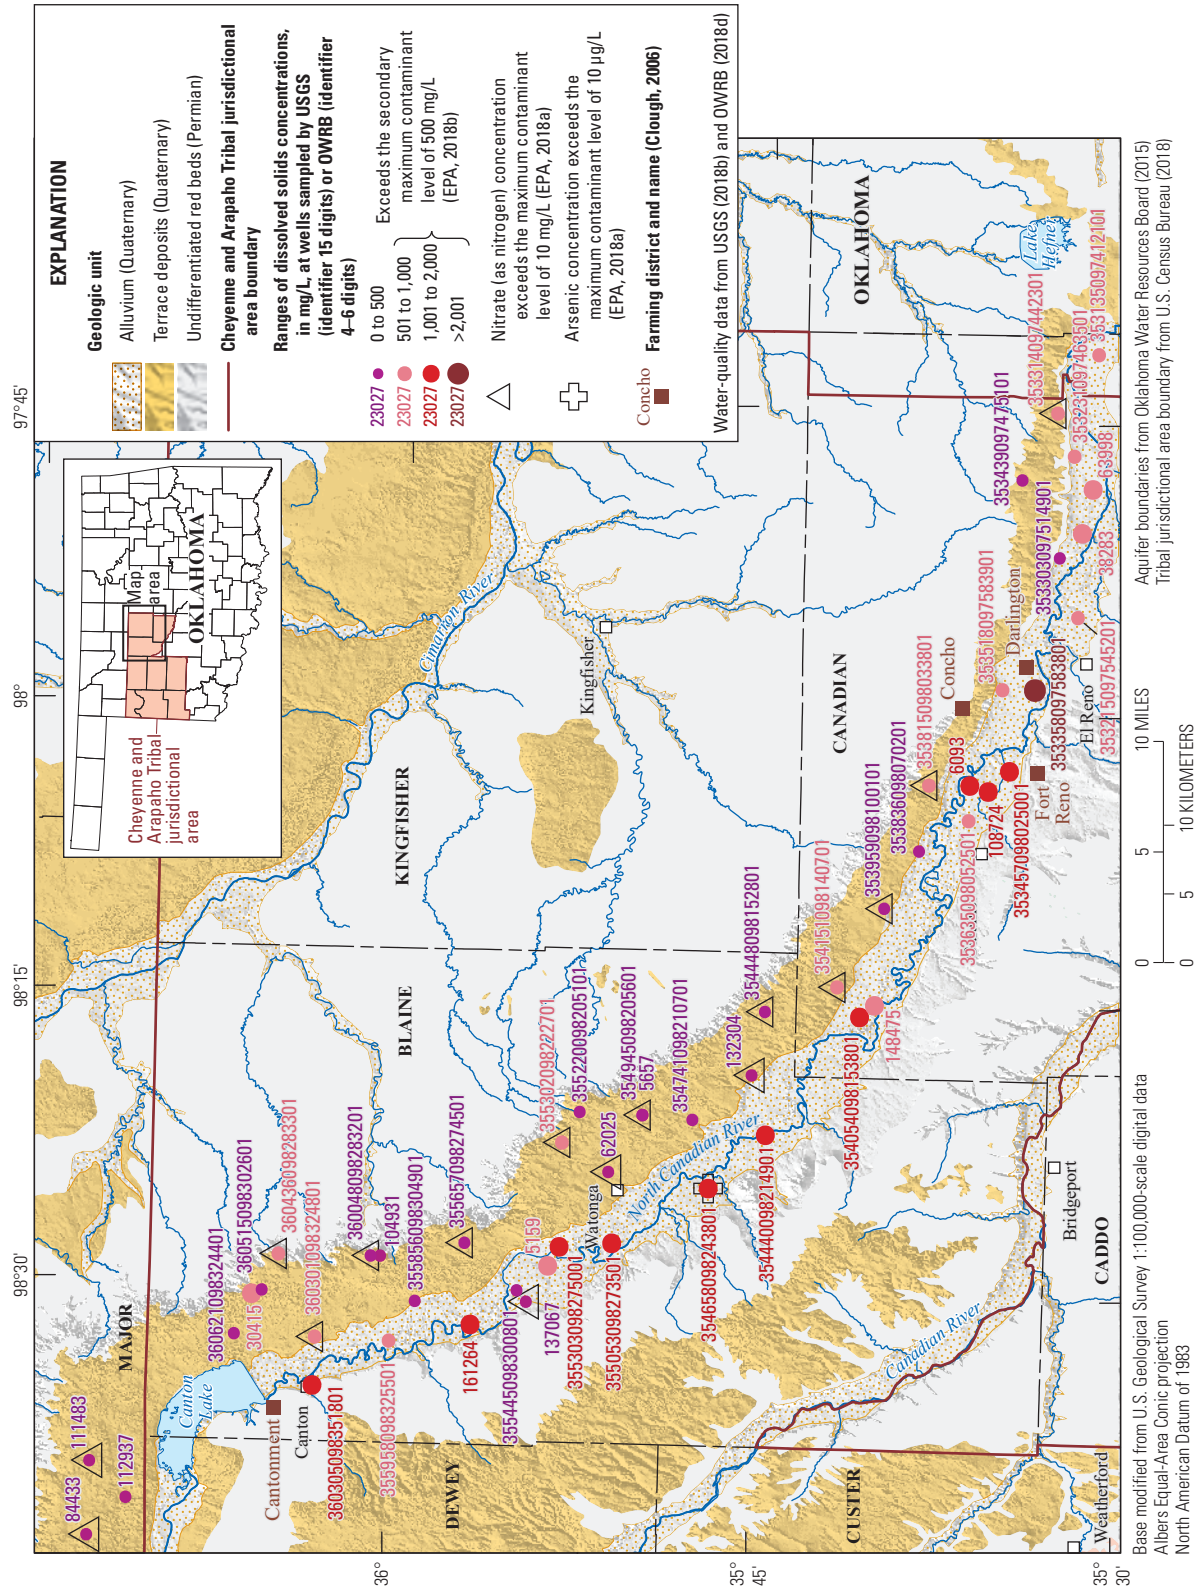 EXPLANATION
Geologic unit
Alluvium (Quaternary)
Terrace deposits (Quaternary)
Undifferentiated red beds (Permian)
Cheyenne and Arapaho Tribal jurisdictional
area boundary
Ranges of dissolved solids concentrations,
in mg/L, at wells sampled by USGS
(identifier 15 digits) or OWRB (identifier
4–6 digits)
23027 0 to 500
23027 501 to 1,000
23027 1,001 to 2,000
23027 >2,001
Exceeds the secondary
maximum contaminant
level of 500 mg/L
(EPA, 2018b)
Nitrate (as nitrogen) concentration
exceeds the maximum contaminant
level of 10 mg/L (EPA, 2018a)
Arsenic concentration exceeds the
maximum contaminant level of 10 µg/L
(EPA, 2018a)
Concho
Farming district and name (Clough, 2006)
Water-quality data from USGS (2018b) and OWRB (2018d)
Cheyenne and
Arapaho Tribal
jurisdictional
area
Map
area
OKLAHOMA
98°30'
98°15'
98°
97°45'
36°
35°45'
35°
30'
84433
111483
112937
MAJOR
Canton
Lake
Cantonment
Canton
360305098351801
360621098324401
30415
360515098302601
360436098283301
360301098324801
360048098283201
104931
355958098325501
355856098304901
355657098274501
161264
355445098300801
137067
5159
355303098275001
355053098273501
355302098222701
355220098205101
Watonga
62025
354945098205601
5657
354741098210701
North Canadian River
354658098243801
354440098214901
132304
354448098152801
354054098153801
148475
354151098140701
353959098100101
353836098070201
353815098033801
353635098052501
6093
108724
353457098025001
Fort
Reno
Concho
353518097583901
Darlington
353358097583801
El Reno
353215097545201
353303097514901
38283
63998
353439097475101
353314097442301
353231097463501
353135097412101
Lake
Hefner
OKLAHOMA
CANADIAN
KINGFISHER
Kingfisher
Cimarron River
BLAINE
DEWEY
CUSTER
CADDO
Weatherford
Bridgeport
Canadian River
0 5 10 MILES
0 5 10 KILOMETERS
Base modified from U.S. Geological Survey 1:100,000-scale digital data
Albers Equal-Area Conic projection
North American Datum of 1983
Aquifer boundaries from Oklahoma Water Resources Board (2015)
Tribal jurisdictional area boundary from U.S. Census Bureau (2018)